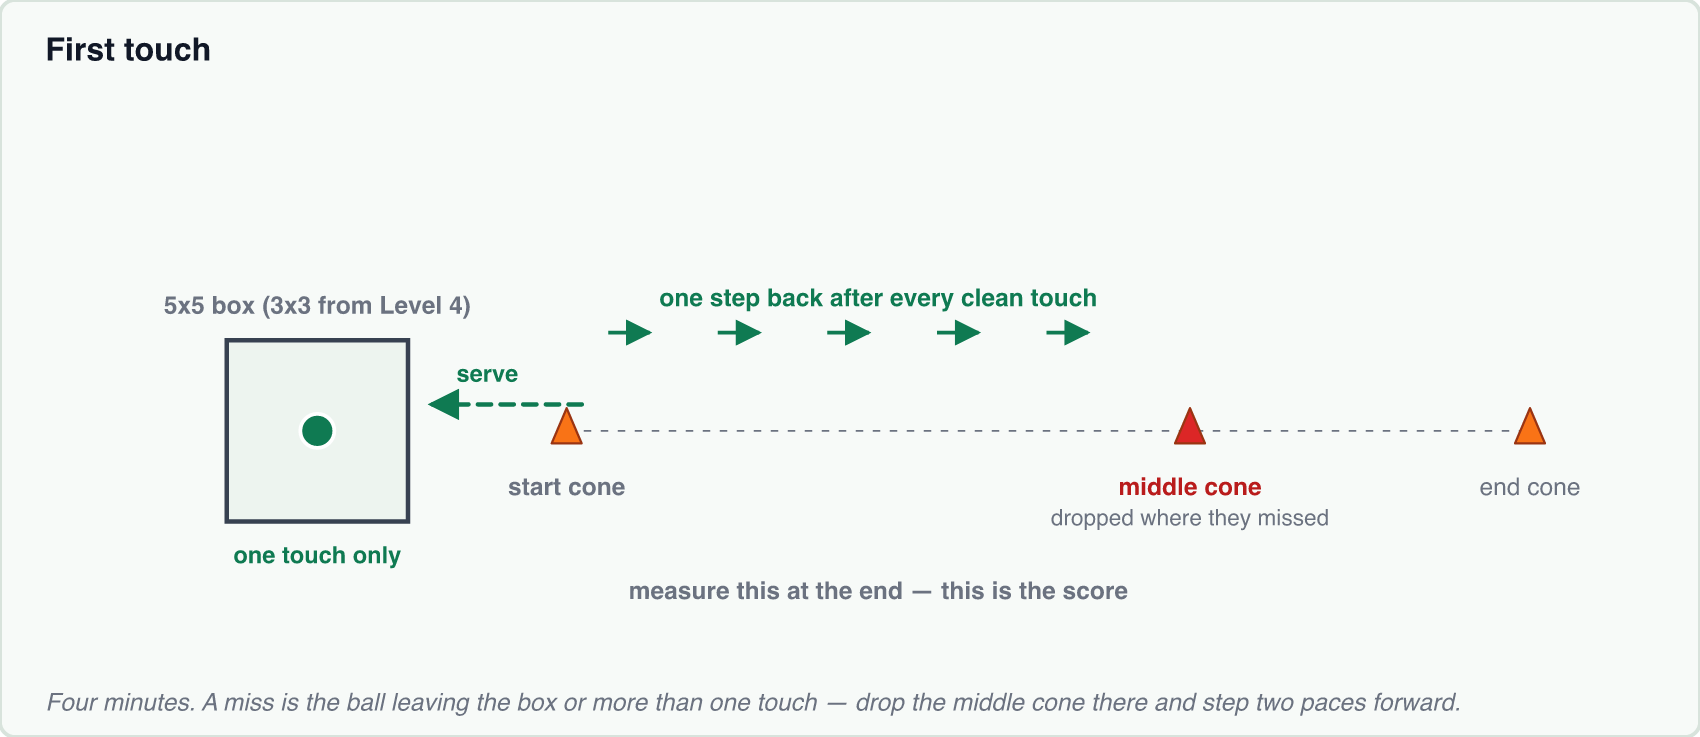 First touch
5x5 box (3x3 from Level 4)
one step back after every clean touch
serve
start cone
middle cone
end cone
dropped where they missed
one touch only
measure this at the end — this is the score
Four minutes. A miss is the ball leaving the box or more than one touch — drop the middle cone there and step two paces forward.